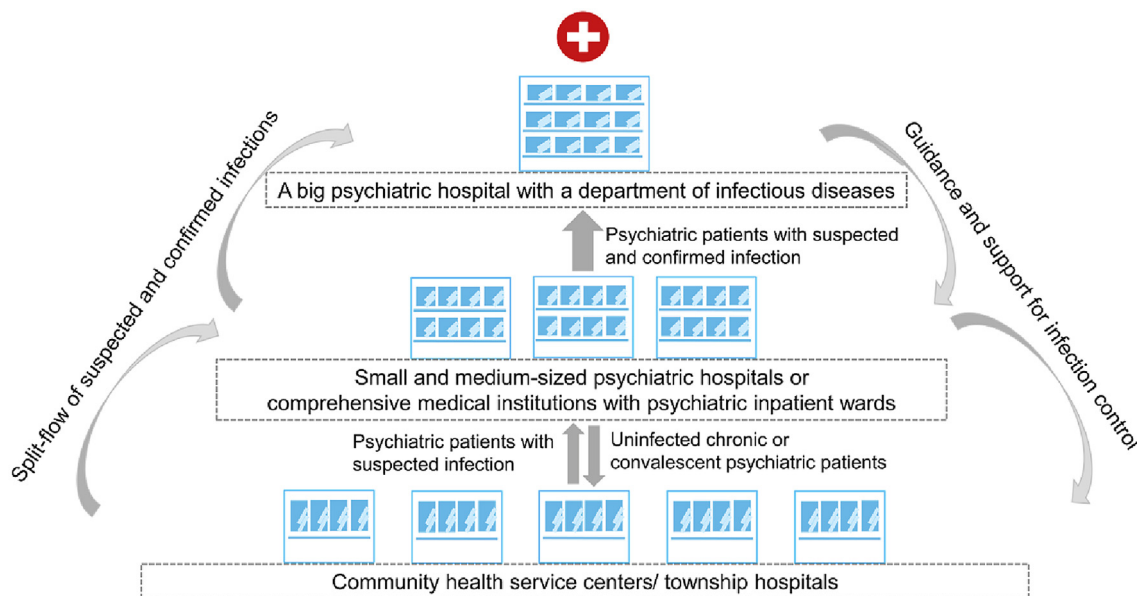 Split-flow of suspected and confirmed infections
Guidance and support for infection control
A big psychiatric hospital with a department of infectious diseases
Psychiatric patients with suspected
and confirmed infection
Small and medium-sized psychiatric hospitals or
comprehensive medical institutions with psychiatric inpatient wards
Psychiatric patients with
suspected infection
Uninfected chronic or
convalescent psychiatric patients
Community health service centers/ township hospitals